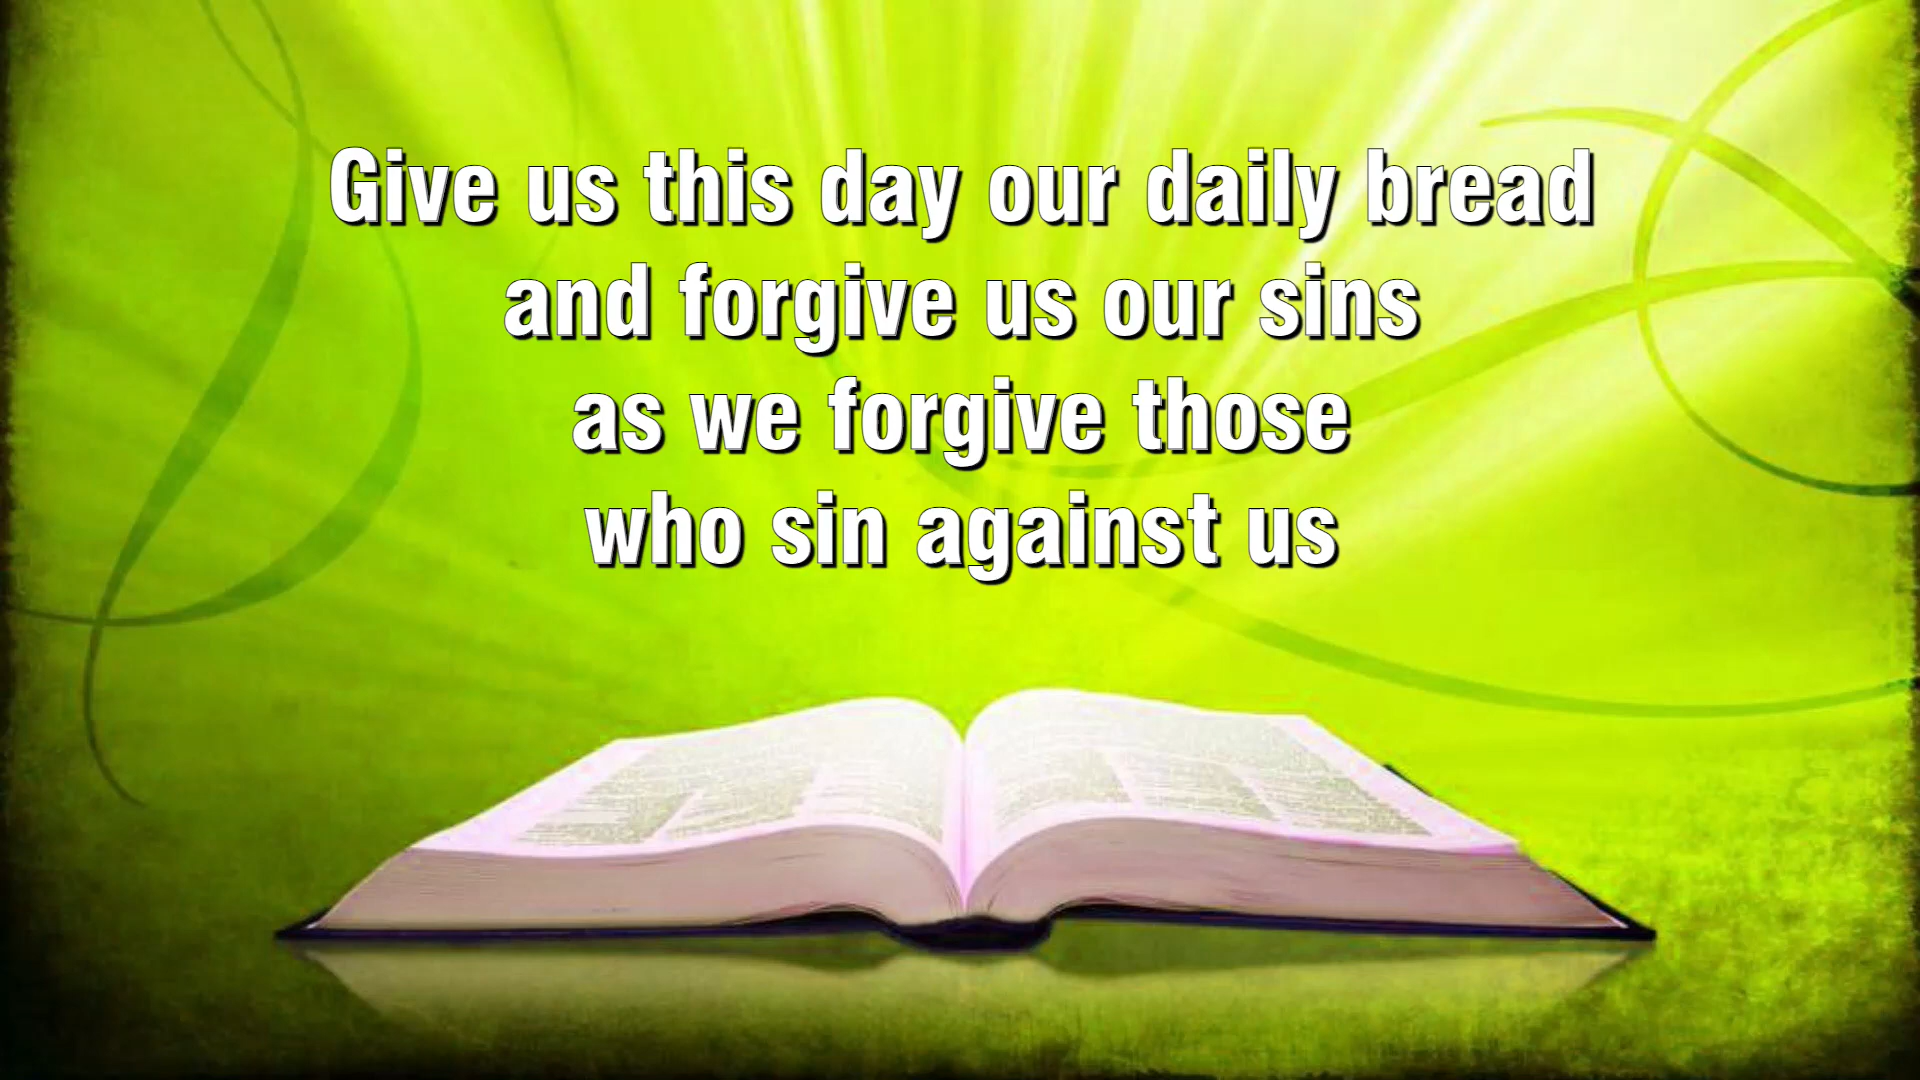 Give us this day our daily bread
and forgive us our sins
as we forgive those
who sin against us